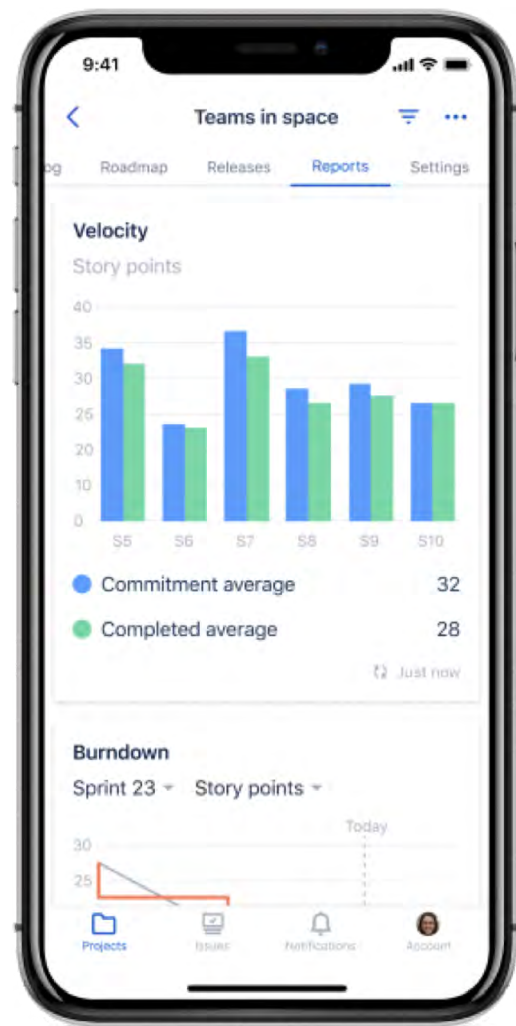 9:41
Teams in space
og Roadmap Releases Reports Settings
Velocity
Story points
40
35
30
25
20
10
0
S5 S6 S7 S8 S9 S10
Commitment average 32
Completed average 28
Just now
Burndown
Sprint 23 Story points
Today
30
25
Projects Issues Notifications Account